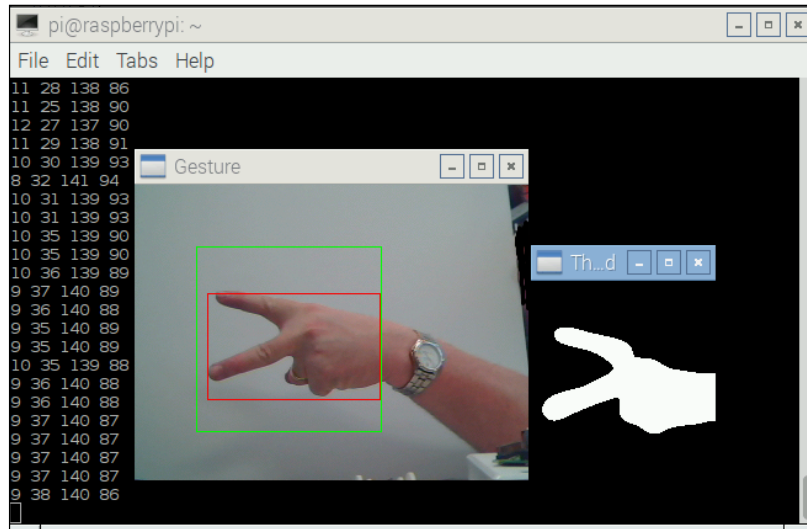 pi@raspberrypi: ~
File Edit Tabs Help
11 28 138 86
11 25 138 90
12 27 137 90
11 29 138 91
10 30 139 93
8 32 141 94
10 31 139 93
10 31 139 93
10 35 139 90
10 35 139 90
10 36 139 89
9 37 140 89
9 36 140 88
9 35 140 89
9 35 140 89
10 35 139 88
9 36 140 88
9 36 140 88
9 37 140 87
9 37 140 87
9 37 140 87
9 37 140 87
9 38 140 86
Gesture
Th...d